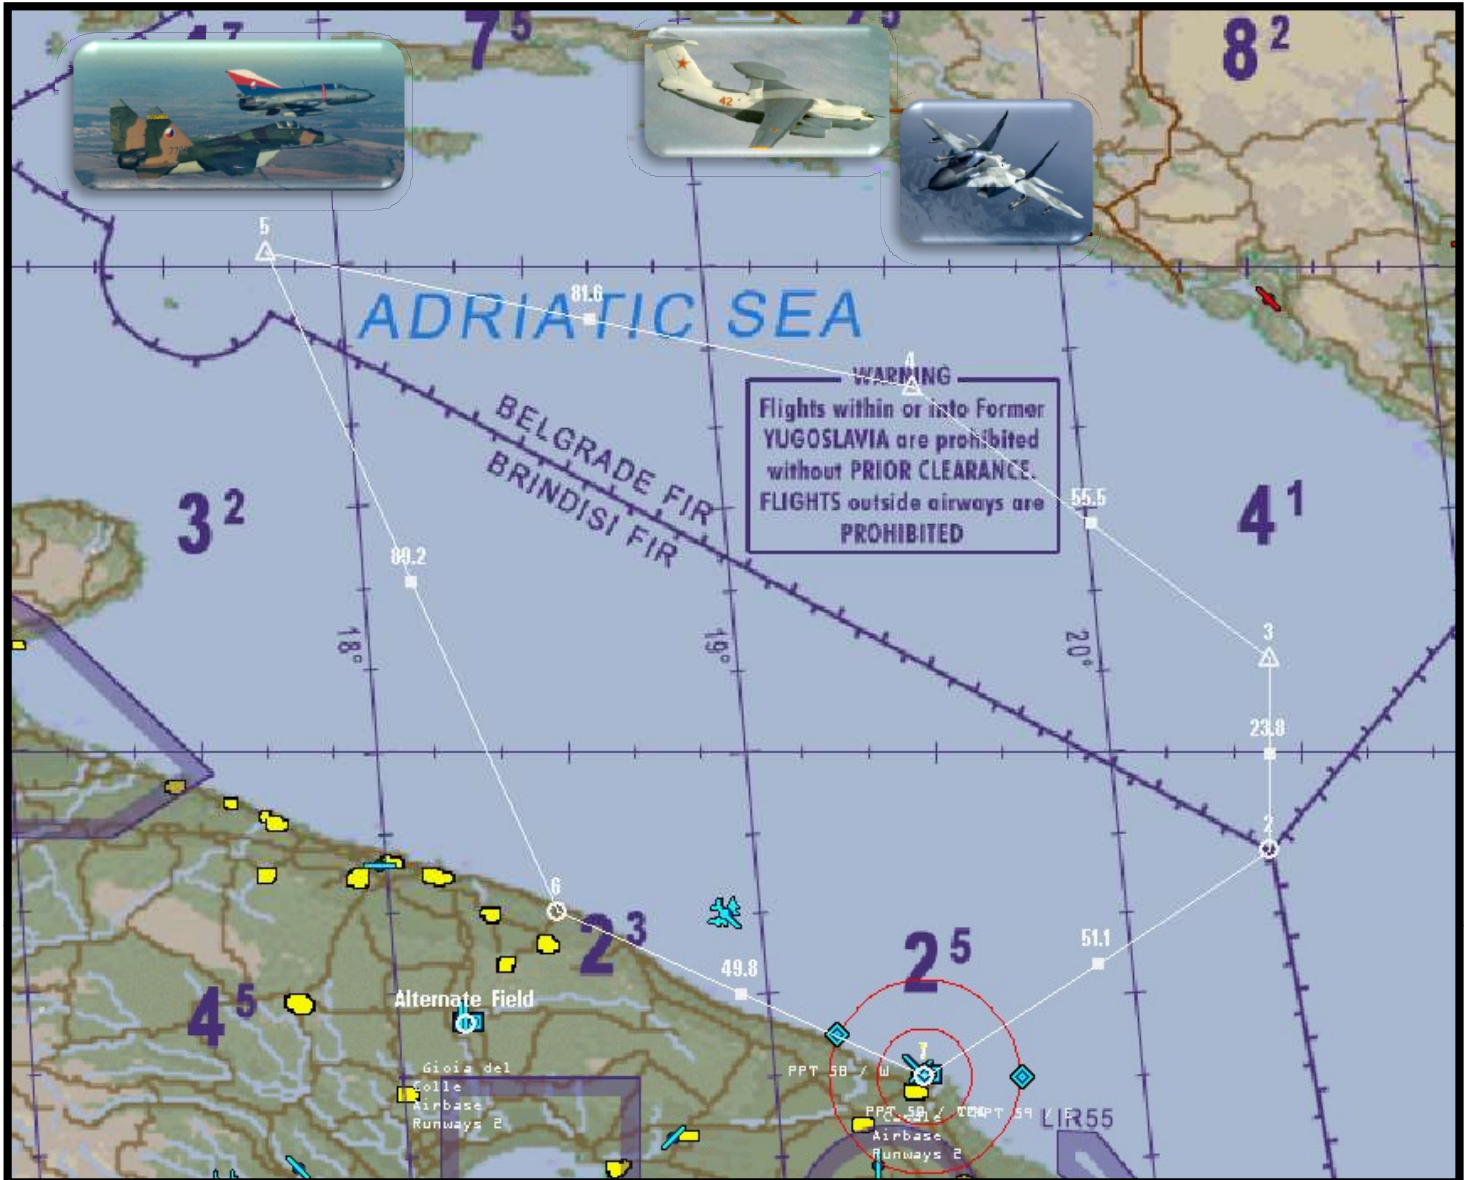 7⁵
8²
42
5
81.6
ADRIATIC SEA
4
WARNING
Flights within or into Former
YUGOSLAVIA are prohibited
without PRIOR CLEARANCE.
FLIGHTS outside airways are
PROHIBITED
BELGRADE FIR
BRINDISI FIR
3²
55.5
4¹
89.2
18°
19°
20°
3
23.8
2
6
2³
2⁵
51.1
49.8
Alternate Field
4⁵
7
Gioia del
Colle
Airbase
Runways 2
PPT 58 / W
Casale
Airbase
Runways 2
LIR55